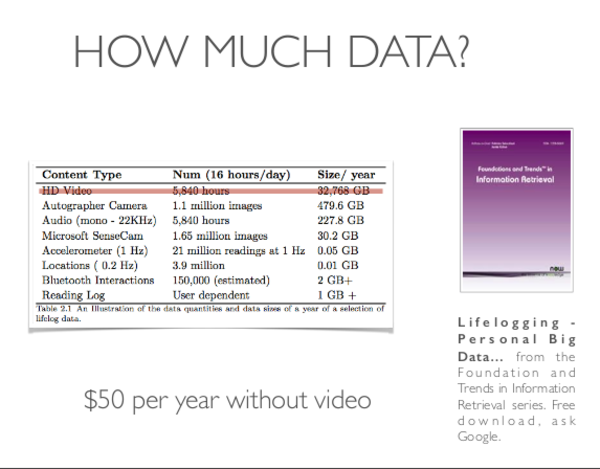 HOW MUCH DATA?
Content Type Num (16 hours/day) Size/ year
HD Video 5,840 hours 32,768 GB
Autographer Camera 1.1 million images 479.6 GB
Audio (mono - 22KHz) 5,840 hours 227.8 GB
Microsoft SenseCam 1.65 million images 30.2 GB
Accelerometer (1 Hz) 21 million readings at 1 Hz 0.05 GB
Locations ( 0.2 Hz) 3.9 million 0.01 GB
Bluetooth Interactions 150,000 (estimated) 2 GB+
Reading Log User dependent 1 GB +
Table 2.1 An Illustration of the data quantities and data sizes of a year of a selection of
lifelog data.
$50 per year without video
Foundations and Trends™ in
Information Retrieval
now
Lifelogging -
Personal Big
Data... from the
Foundation and
Trends in Information
Retrieval series. Free
download, ask
Google.